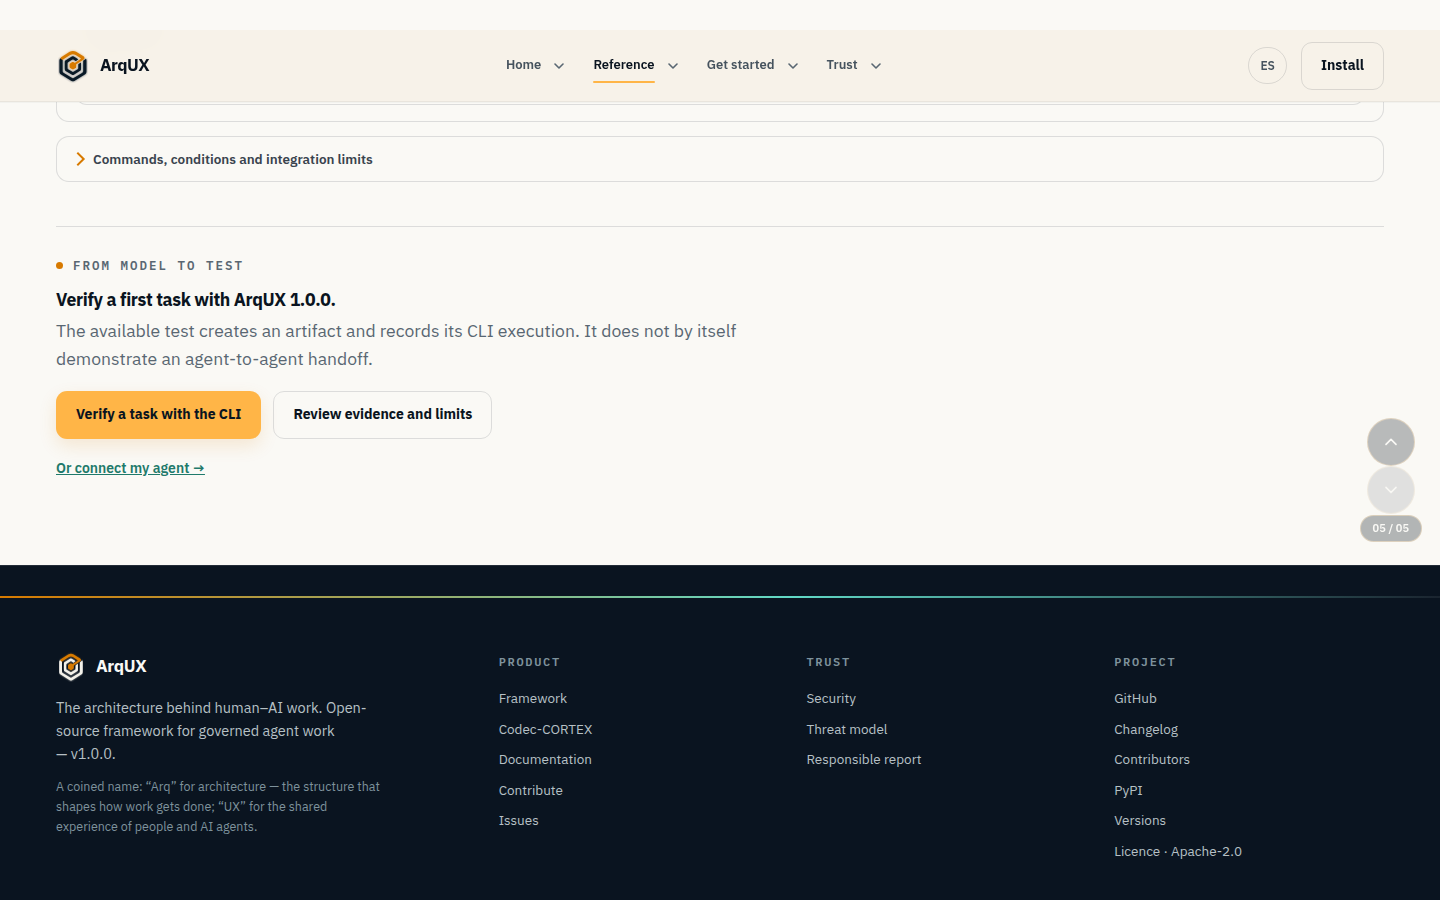 ArqUX
Home
Reference
Get started
Trust
ES
Install
Commands, conditions and integration limits
FROM MODEL TO TEST
Verify a first task with ArqUX 1.0.0.
The available test creates an artifact and records its CLI execution. It does not by itself
demonstrate an agent-to-agent handoff.
Verify a task with the CLI
Review evidence and limits
Or connect my agent →
05 / 05
ArqUX
The architecture behind human–AI work. Open-
source framework for governed agent work
— v1.0.0.
A coined name: “Arq” for architecture — the structure that
shapes how work gets done; “UX” for the shared
experience of people and AI agents.
PRODUCT
Framework
Codec-CORTEX
Documentation
Contribute
Issues
TRUST
Security
Threat model
Responsible report
PROJECT
GitHub
Changelog
Contributors
PyPI
Versions
Licence · Apache-2.0